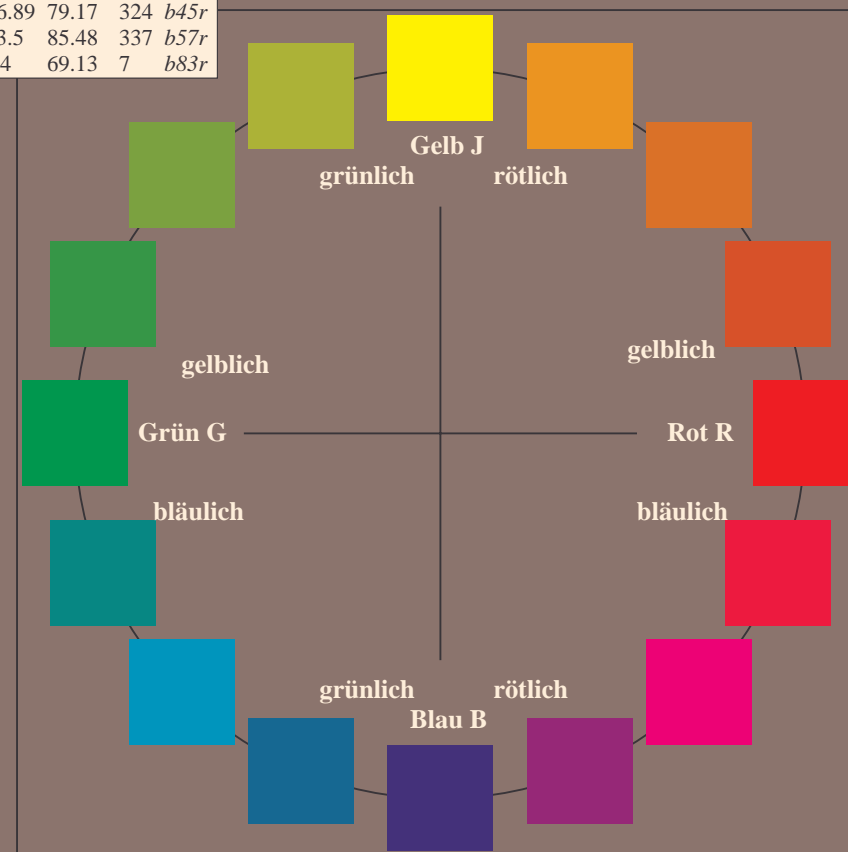 6.89 79.17 324 b45r
3.5 85.48 337 b57r
4 69.13 7 b83r
Gelb J
grünlich rötlich
gelblich
gelblich
Grün G
Rot R
bläulich bläulich
grünlich rötlich
Blau B